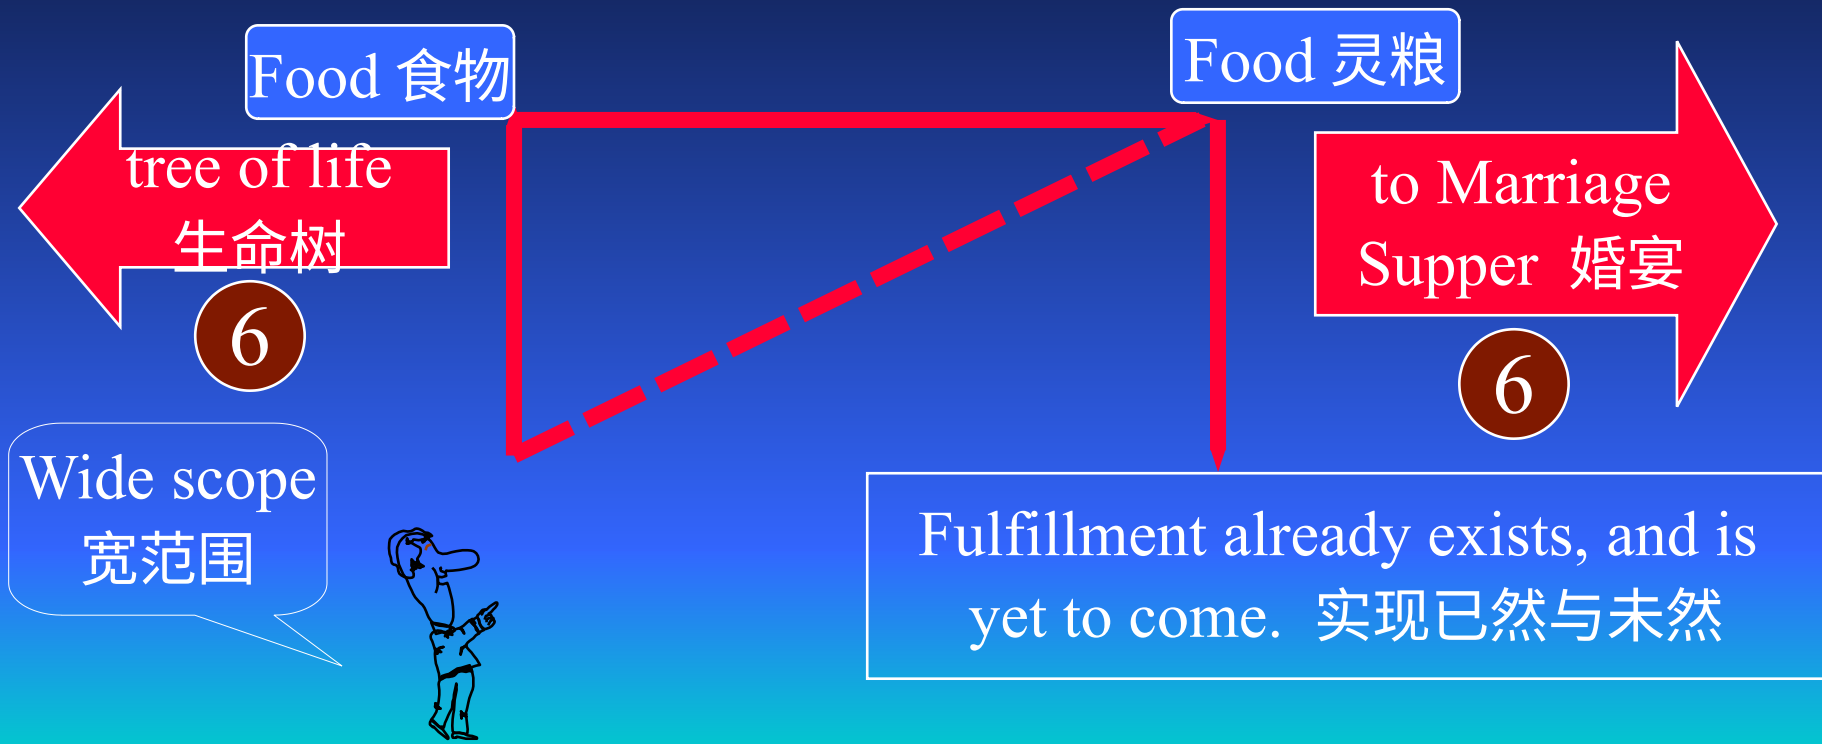 Food 食物
Food 灵粮
tree of life
生命树
to Marriage
Supper 婚宴
6
6
Wide scope
宽范围
Fulfillment already exists, and is
yet to come. 实现已然与未然